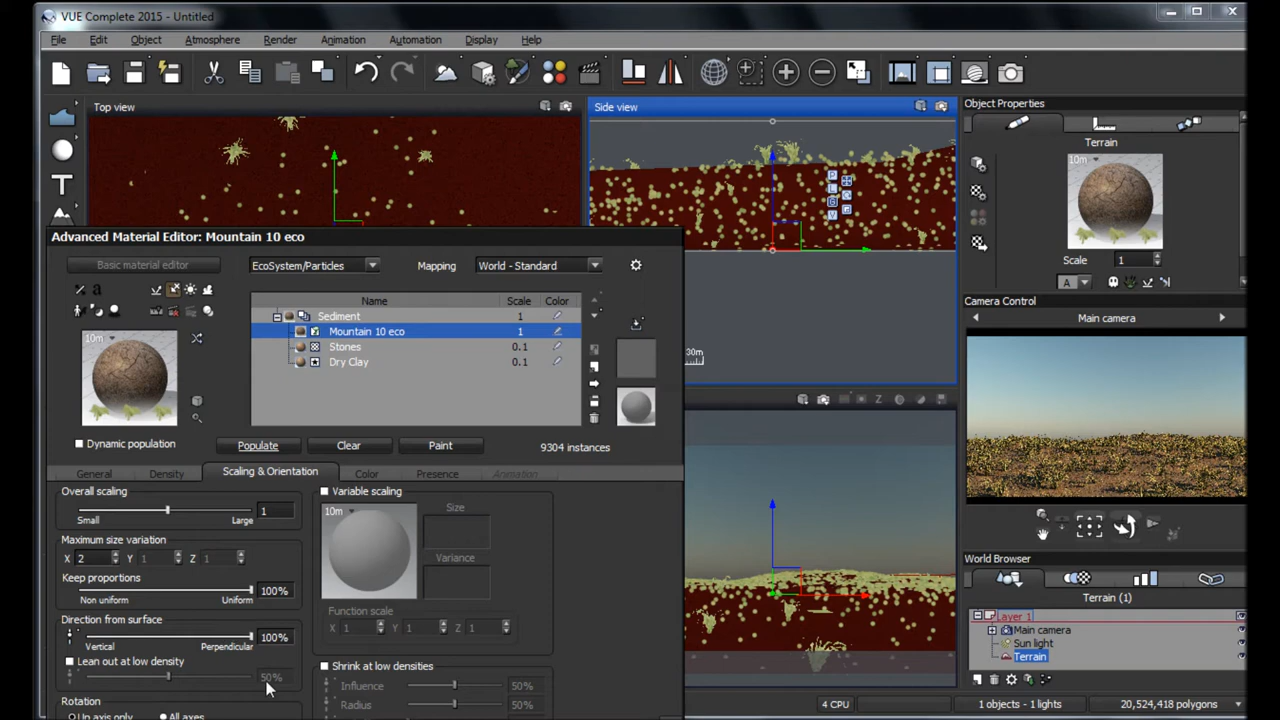 VUE Complete 2015 - Untitled
File Edit Object Atmosphere Render Animation Automation Display Help
Top view
Side view
Object Properties
Terrain
10m
Scale 1
A
P
L
G
V
30m
Advanced Material Editor: Mountain 10 eco
Basic material editor EcoSystem/Particles Mapping World - Standard
Name Scale Color
Sediment 1
Mountain 10 eco 1
Stones 0.1
Dry Clay 0.1
10m
Dynamic population Populate Clear Paint 9304 instances
General Density Scaling & Orientation Color Presence Animation
Overall scaling
1
Small Large
Maximum size variation
X 2 Y 1 Z 1
Keep proportions
100%
Non uniform Uniform
Direction from surface
100%
Vertical Perpendicular
Lean out at low density
50%
Rotation
Up axis only All axes
Variable scaling
10m
Size
Variance
Function scale
X 1 Y 1 Z 1
Shrink at low densities
Influence 50%
Radius 50%
Camera Control
Main camera
World Browser
Terrain (1)
Layer 1
Main camera
Sun light
Terrain
4 CPU 1 objects - 1 lights 20,524,418 polygons